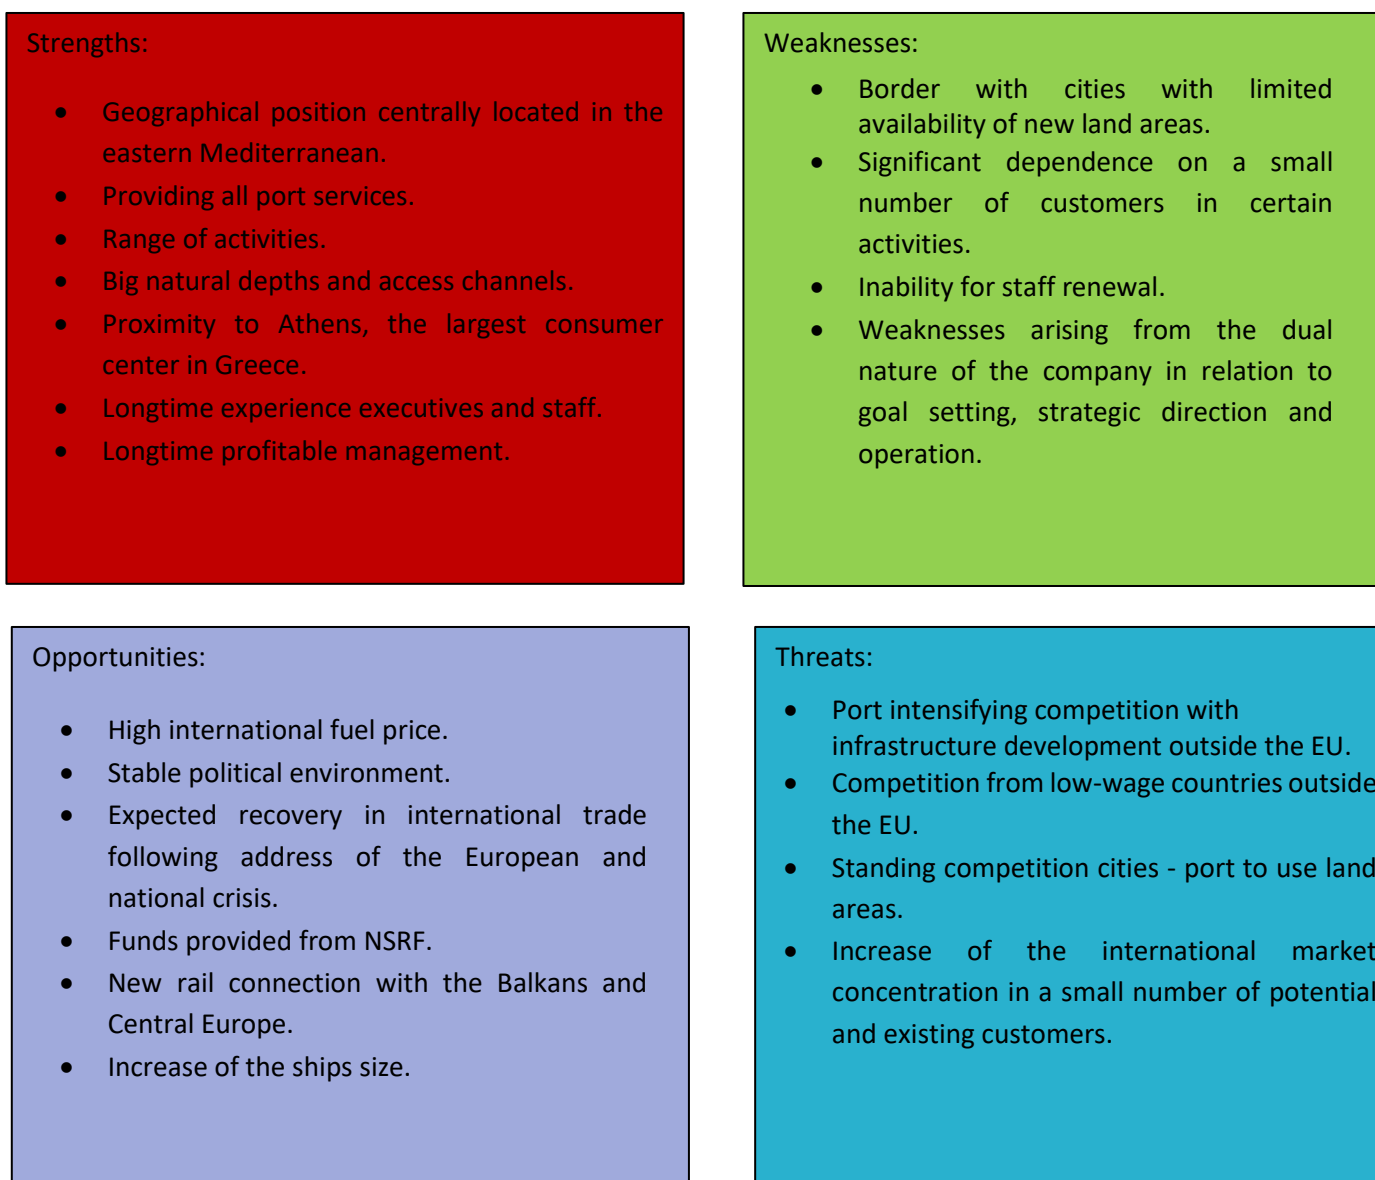 Strengths:
• Geographical position centrally located in the
eastern Mediterranean.
• Providing all port services.
• Range of activities.
• Big natural depths and access channels.
• Proximity to Athens, the largest consumer
center in Greece.
• Longtime experience executives and staff.
• Longtime profitable management.
Weaknesses:
• Border with cities with limited
availability of new land areas.
• Significant dependence on a small
number of customers in certain
activities.
• Inability for staff renewal.
• Weaknesses arising from the dual
nature of the company in relation to
goal setting, strategic direction and
operation.
Opportunities:
• High international fuel price.
• Stable political environment.
• Expected recovery in international trade
following address of the European and
national crisis.
• Funds provided from NSRF.
• New rail connection with the Balkans and
Central Europe.
• Increase of the ships size.
Threats:
• Port intensifying competition with
infrastructure development outside the EU.
• Competition from low-wage countries outside
the EU.
• Standing competition cities - port to use land
areas.
• Increase of the international market
concentration in a small number of potential
and existing customers.